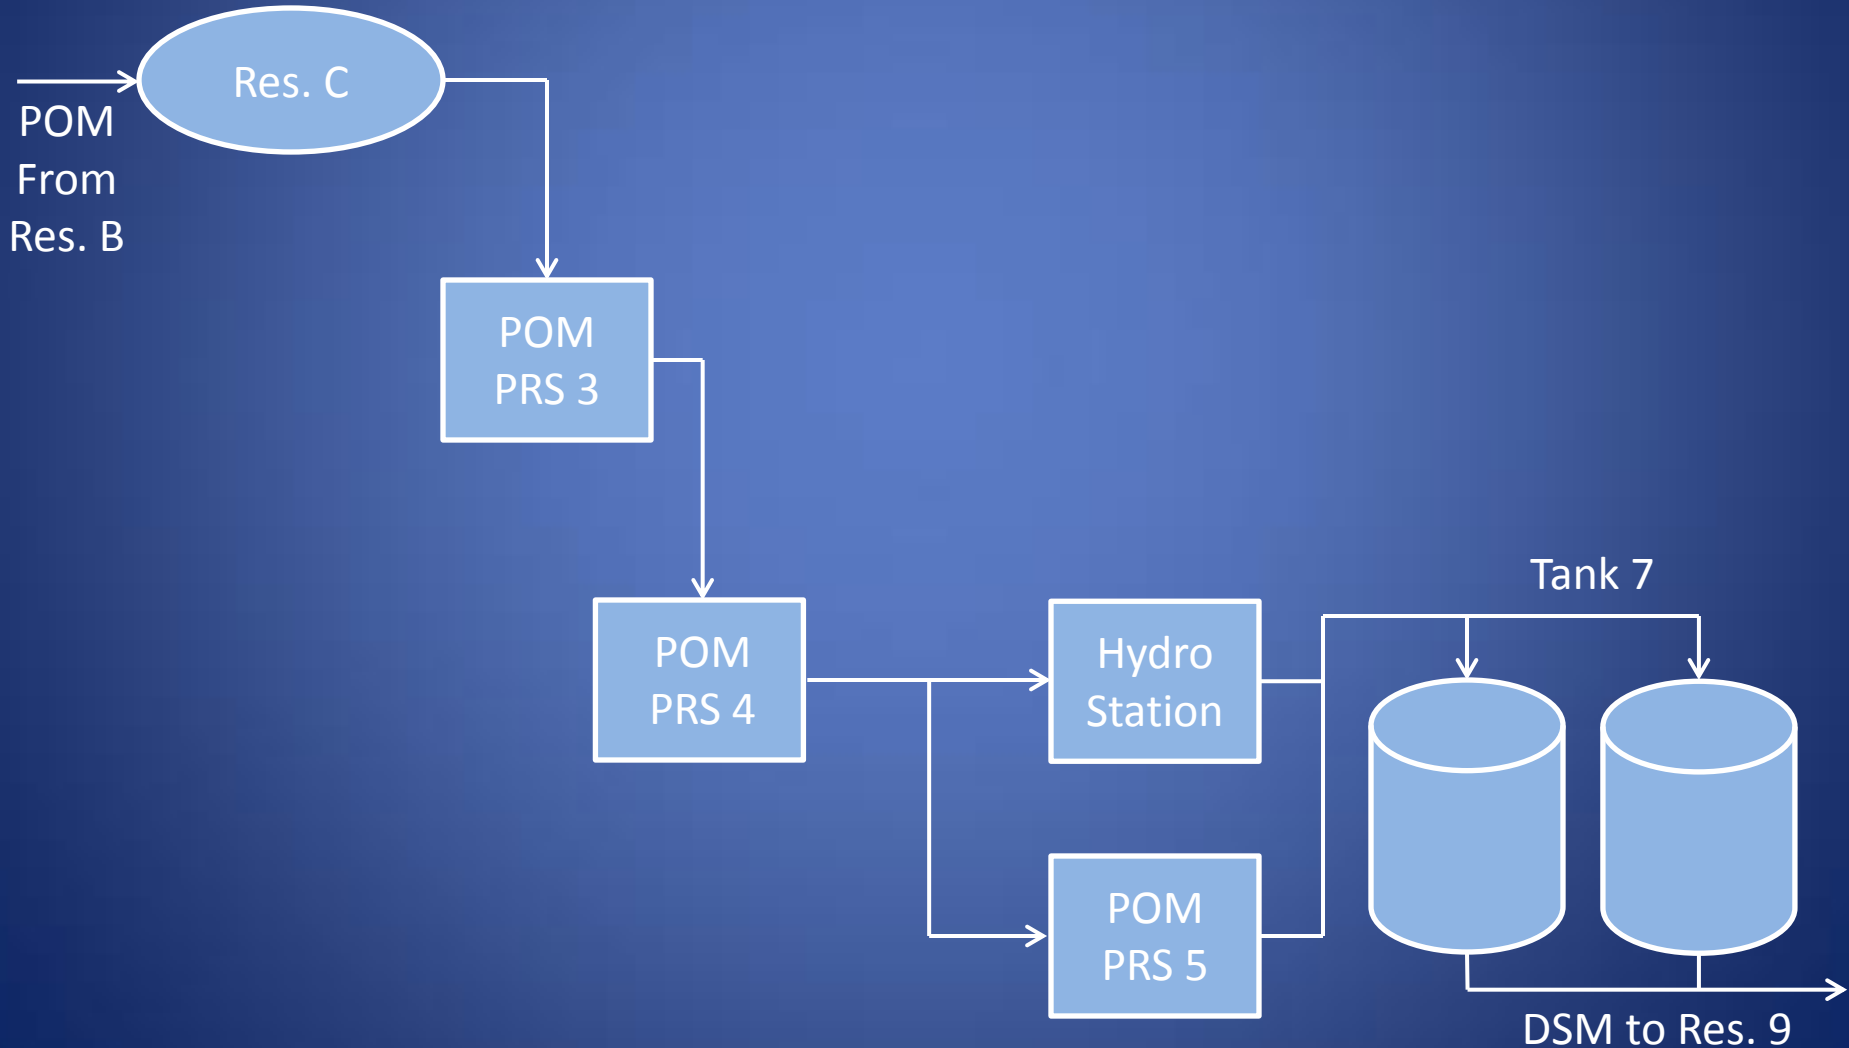 Res. C
POM
From
Res. B
POM
PRS 3
POM
PRS 4
Hydro
Station
Tank 7
POM
PRS 5
DSM to Res. 9